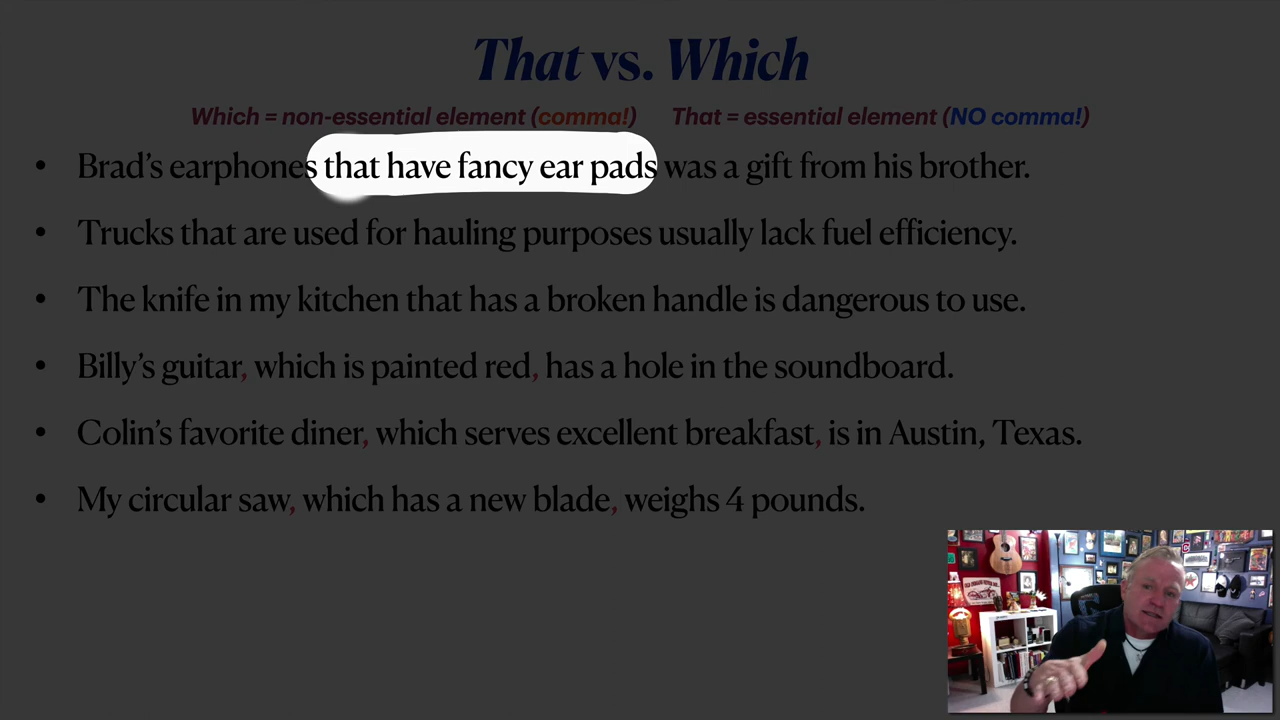 That vs. Which
Which = non-essential element (comma!) That = essential element (NO comma!)
• Brad’s earphones that have fancy ear pads was a gift from his brother.
• Trucks that are used for hauling purposes usually lack fuel efficiency.
• The knife in my kitchen that has a broken handle is dangerous to use.
• Billy’s guitar, which is painted red, has a hole in the soundboard.
• Colin’s favorite diner, which serves excellent breakfast, is in Austin, Texas.
• My circular saw, which has a new blade, weighs 4 pounds.